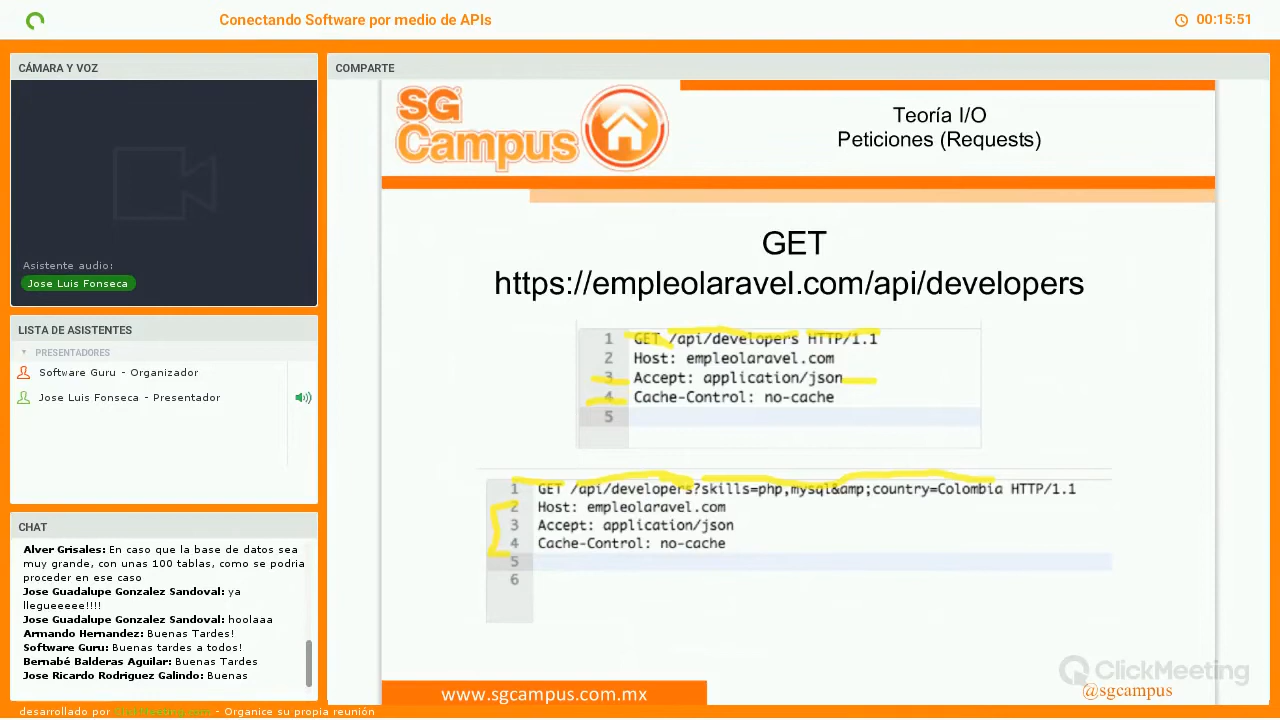 Conectando Software por medio de APIs
00:15:51
CÁMARA Y VOZ
Asistente audio:
Jose Luis Fonseca
LISTA DE ASISTENTES
PRESENTADORES
Software Guru - Organizador
Jose Luis Fonseca - Presentador
CHAT
Alver Grisales: En caso que la base de datos sea
muy grande, con unas 100 tablas, como se podria
proceder en ese caso
Jose Guadalupe Gonzalez Sandoval: ya
llegueeeee!!!!
Jose Guadalupe Gonzalez Sandoval: hoolaaa
Armando Hernandez: Buenas Tardes!
Software Guru: Buenas tardes a todos!
Bernabé Balderas Aguilar: Buenas Tardes
Jose Ricardo Rodriguez Galindo: Buenas
desarrollado por ClickMeeting.com - Organice su propia reunión
COMPARTE
SG
Campus
Teoría I/O
Peticiones (Requests)
GET
https://empleolaravel.com/api/developers
1 GET /api/developers HTTP/1.1
2 Host: empleolaravel.com
3 Accept: application/json
4 Cache-Control: no-cache
5
1 GET /api/developers?skills=php,mysql&amp;country=Colombia HTTP/1.1
2 Host: empleolaravel.com
3 Accept: application/json
4 Cache-Control: no-cache
5
6
www.sgcampus.com.mx
ClickMeeting
@sgcampus